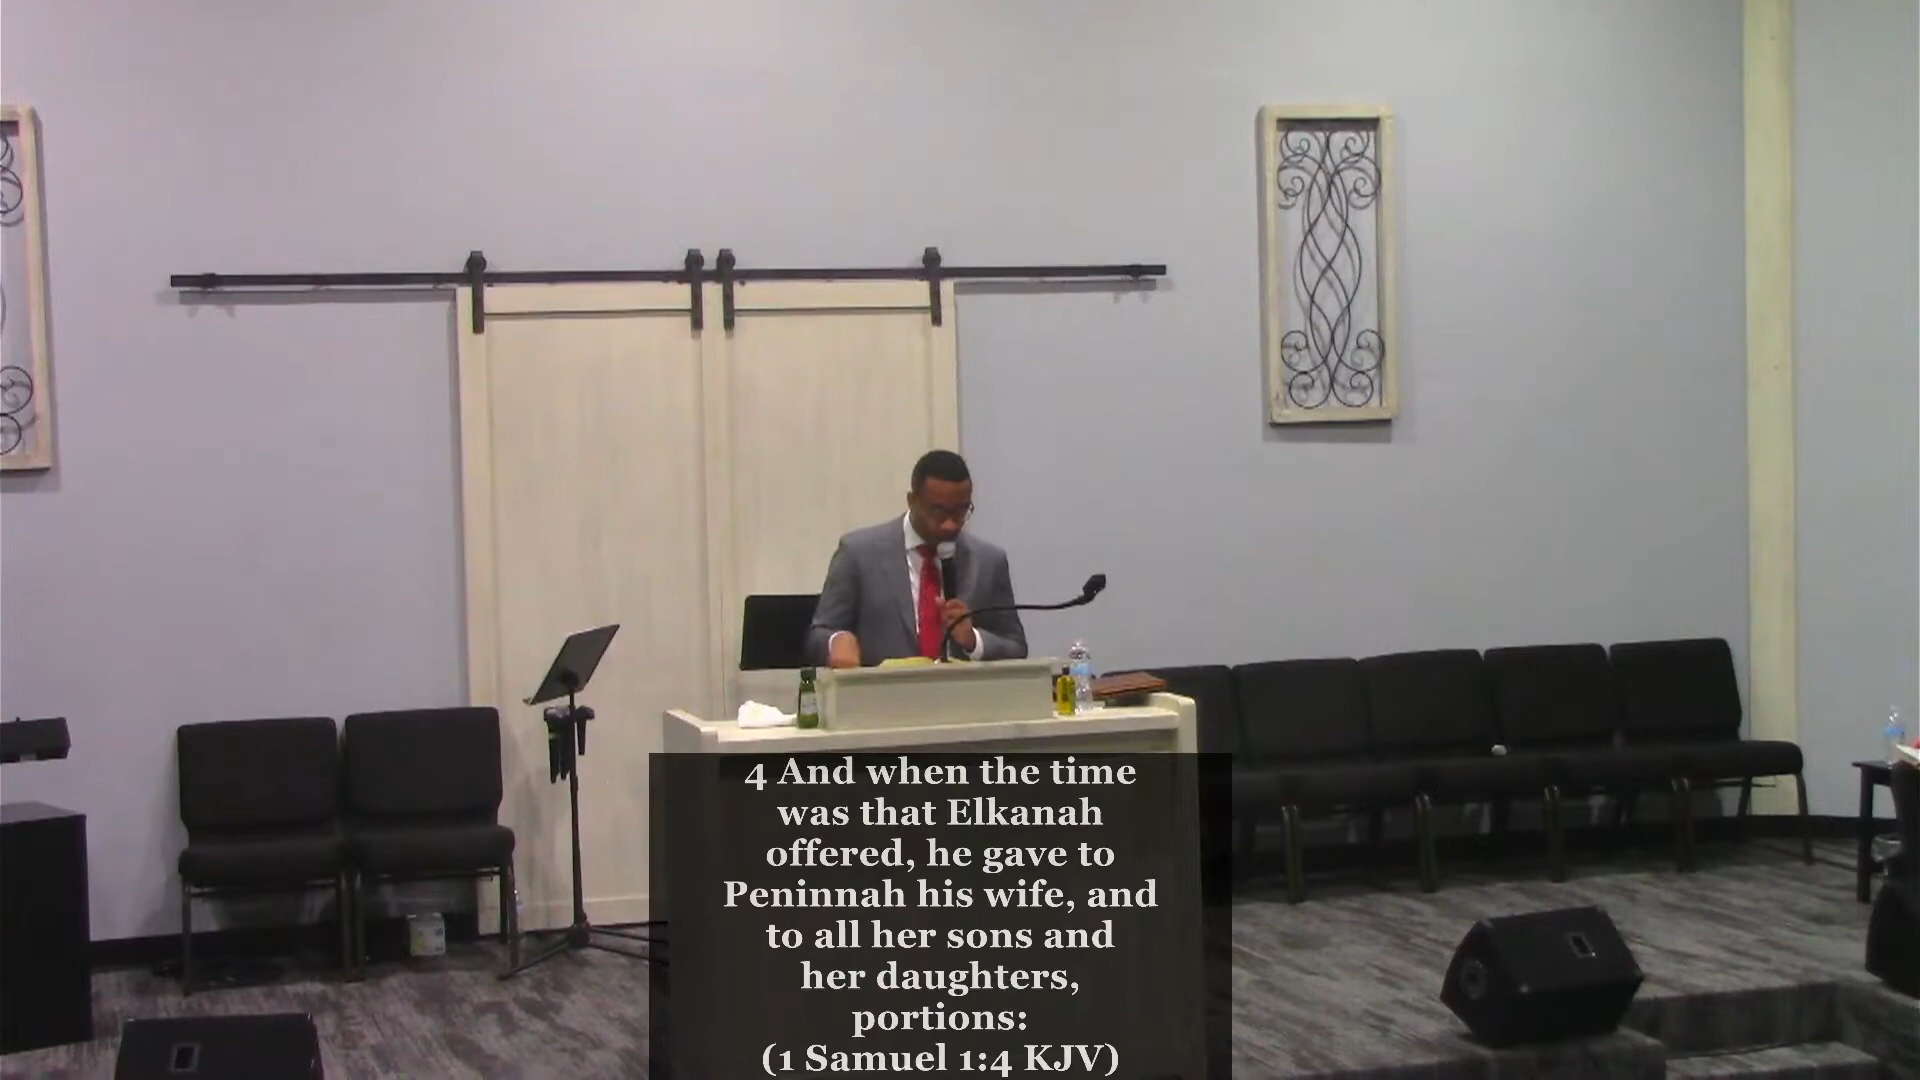 4 And when the time
was that Elkanah
offered, he gave to
Peninnah his wife, and
to all her sons and
her daughters,
portions:
(1 Samuel 1:4 KJV)